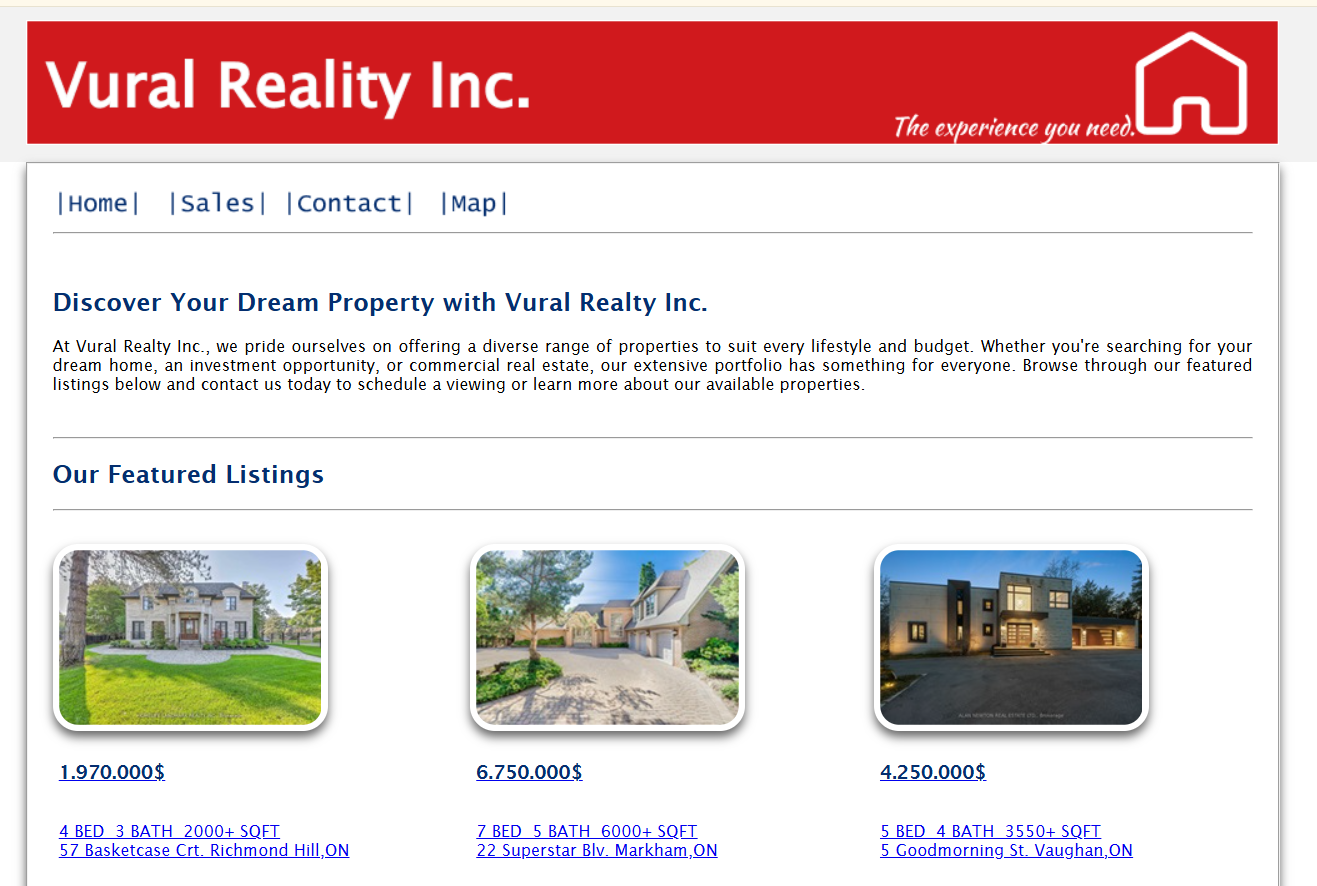 Vural Reality Inc.
The experience you need.
|Home| |Sales| |Contact| |Map|
Discover Your Dream Property with Vural Realty Inc.
At Vural Realty Inc., we pride ourselves on offering a diverse range of properties to suit every lifestyle and budget. Whether you're searching for your
dream home, an investment opportunity, or commercial real estate, our extensive portfolio has something for everyone. Browse through our featured
listings below and contact us today to schedule a viewing or learn more about our available properties.
Our Featured Listings
1.970.000$ 6.750.000$ 4.250.000$
4 BED 3 BATH 2000+ SQFT 7 BED 5 BATH 6000+ SQFT 5 BED 4 BATH 3550+ SQFT
57 Basketcase Crt. Richmond Hill,ON 22 Superstar Blv. Markham,ON 5 Goodmorning St. Vaughan,ON